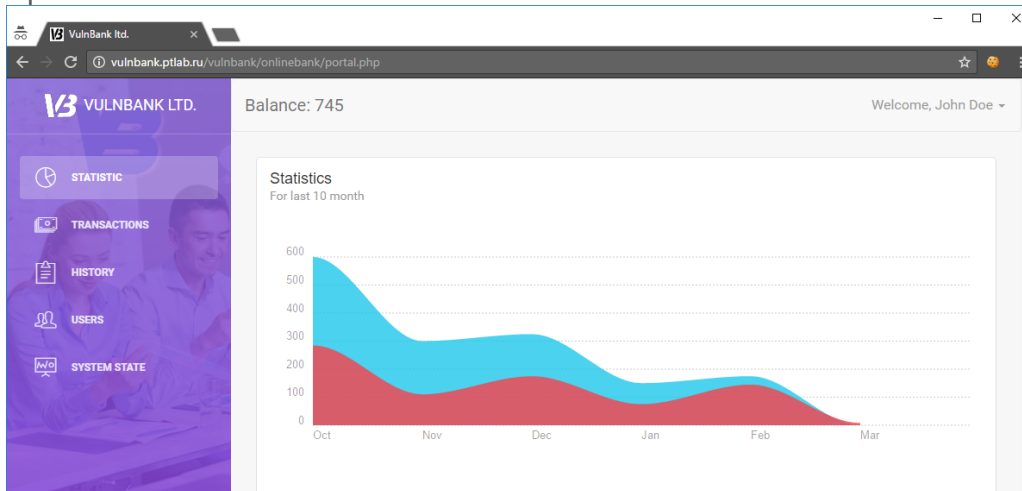 VulnBank ltd.
vulnbank.ptlab.ru/vulnbank/onlinebank/portal.php
VULNBANK LTD.
Balance: 745
Welcome, John Doe
STATISTIC
TRANSACTIONS
HISTORY
USERS
SYSTEM STATE
Statistics
For last 10 month
600
500
400
300
200
100
0
Oct Nov Dec Jan Feb Mar